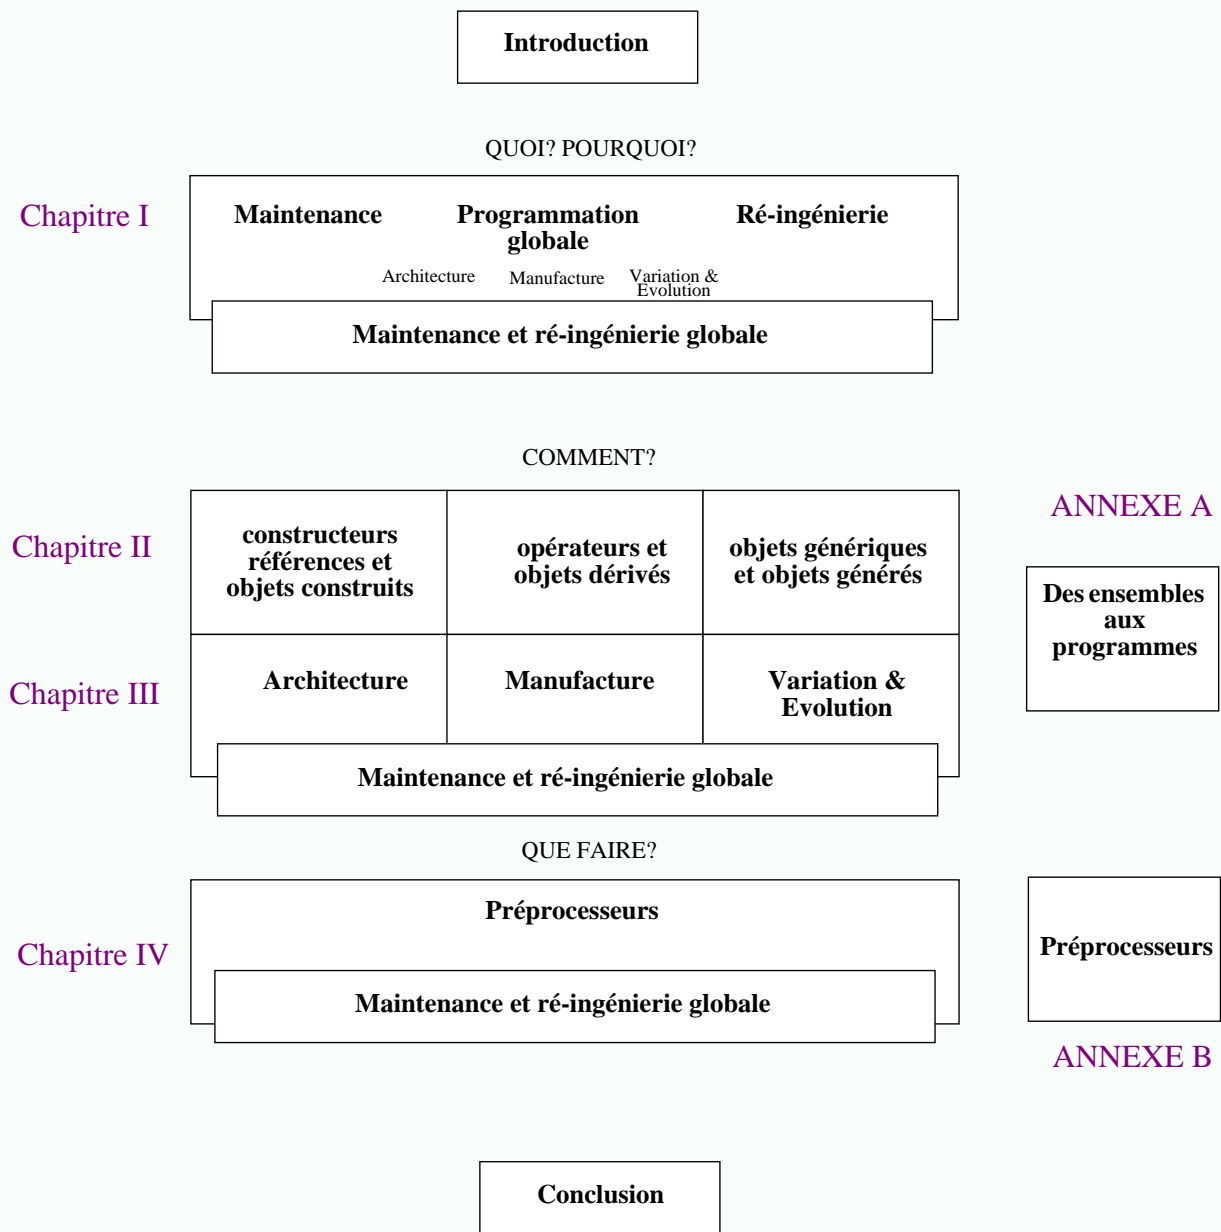 Introduction
QUOI? POURQUOI?
Chapitre I
Maintenance
Programmation
globale
Ré-ingénierie
Architecture
Manufacture
Variation &
Evolution
Maintenance et ré-ingénierie globale
COMMENT?
Chapitre II
constructeurs
références et
objets construits
opérateurs et
objets dérivés
objets génériques
et objets générés
ANNEXE A
Des ensembles
aux
programmes
Chapitre III
Architecture
Manufacture
Variation &
Evolution
Maintenance et ré-ingénierie globale
QUE FAIRE?
Chapitre IV
Préprocesseurs
Maintenance et ré-ingénierie globale
Préprocesseurs
ANNEXE B
Conclusion